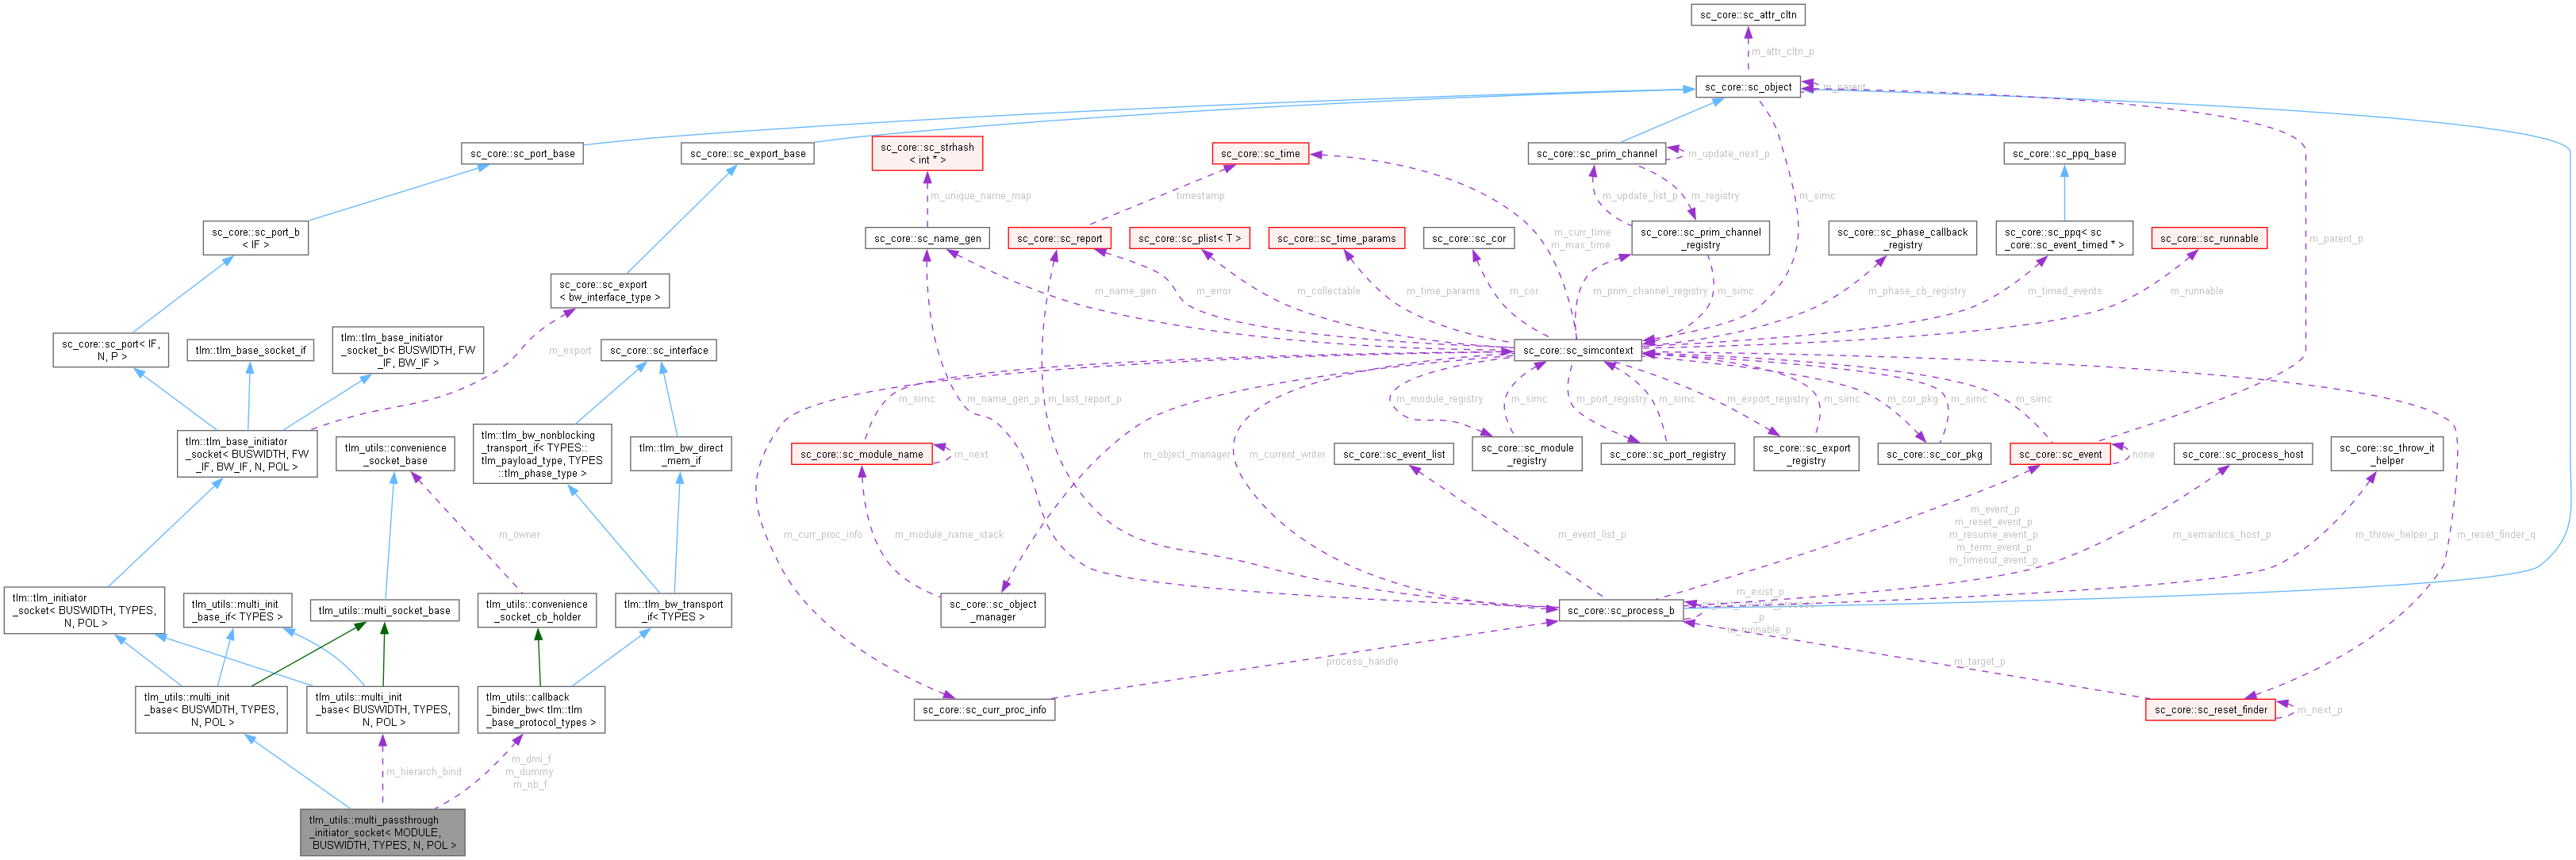 sc_core::sc_attr_cltn
m_attr_cltn_p
sc_core::sc_object
m_parent
sc_core::sc_port_base
sc_core::sc_export_base
sc_core::sc_strhash
< int * >
sc_core::sc_time
sc_core::sc_prim_channel
m_update_next_p
sc_core::sc_ppq_base
m_unique_name_map
timestamp
m_update_list_p
m_registry
m_simc
sc_core::sc_port_b
< IF >
sc_core::sc_name_gen
sc_core::sc_report
sc_core::sc_plist< T >
sc_core::sc_time_params
sc_core::sc_cor
m_curr_time
m_max_time
sc_core::sc_prim_channel
_registry
sc_core::sc_phase_callback
_registry
sc_core::sc_ppq< sc
_core::sc_event_timed * >
sc_core::sc_runnable
m_parent_p
sc_core::sc_export
< bw_interface_type >
m_name_gen
m_error
m_collectable
m_time_params
m_cor
m_prim_channel_registry
m_simc
m_phase_cb_registry
m_timed_events
m_runnable
sc_core::sc_port< IF,
N, P >
tlm::tlm_base_socket_if
tlm::tlm_base_initiator
_socket_b< BUSWIDTH, FW
_IF, BW_IF >
m_export
sc_core::sc_interface
sc_core::sc_simcontext
m_simc
m_name_gen_p
m_last_report_p
m_module_registry
m_simc
m_port_registry
m_simc
m_export_registry
m_simc
m_cor_pkg
m_simc
m_simc
tlm::tlm_base_initiator
_socket< BUSWIDTH, FW
_IF, BW_IF, N, POL >
tlm_utils::convenience
_socket_base
tlm::tlm_bw_nonblocking
_transport_if< TYPES::
tlm_payload_type, TYPES
::tlm_phase_type >
tlm::tlm_bw_direct
_mem_if
sc_core::sc_module_name
m_next
m_object_manager
m_current_writer
sc_core::sc_event_list
sc_core::sc_module
_registry
sc_core::sc_port_registry
sc_core::sc_export
_registry
sc_core::sc_cor_pkg
sc_core::sc_event
none
sc_core::sc_process_host
sc_core::sc_throw_it
_helper
m_owner
m_curr_proc_info
m_module_name_stack
m_event_list_p
m_event_p
m_reset_event_p
m_resume_event_p
m_term_event_p
m_timeout_event_p
m_semantics_host_p
m_throw_helper_p
m_reset_finder_q
tlm::tlm_initiator
_socket< BUSWIDTH, TYPES,
N, POL >
tlm_utils::multi_init
_base_if< TYPES >
tlm_utils::multi_socket_base
tlm_utils::convenience
_socket_cb_holder
tlm::tlm_bw_transport
_if< TYPES >
sc_core::sc_object
_manager
sc_core::sc_process_b
m_exist_p
_p
m_runnable_p
process_handle
m_target_p
tlm_utils::multi_init
_base< BUSWIDTH, TYPES,
N, POL >
tlm_utils::multi_init
_base< BUSWIDTH, TYPES,
N, POL >
tlm_utils::callback
_binder_bw< tlm::tlm
_base_protocol_types >
sc_core::sc_curr_proc_info
sc_core::sc_reset_finder
m_next_p
m_hierarch_bind
m_dmi_f
m_dummy
m_nb_f
tlm_utils::multi_passthrough
_initiator_socket< MODULE,
BUSWIDTH, TYPES, N, POL >